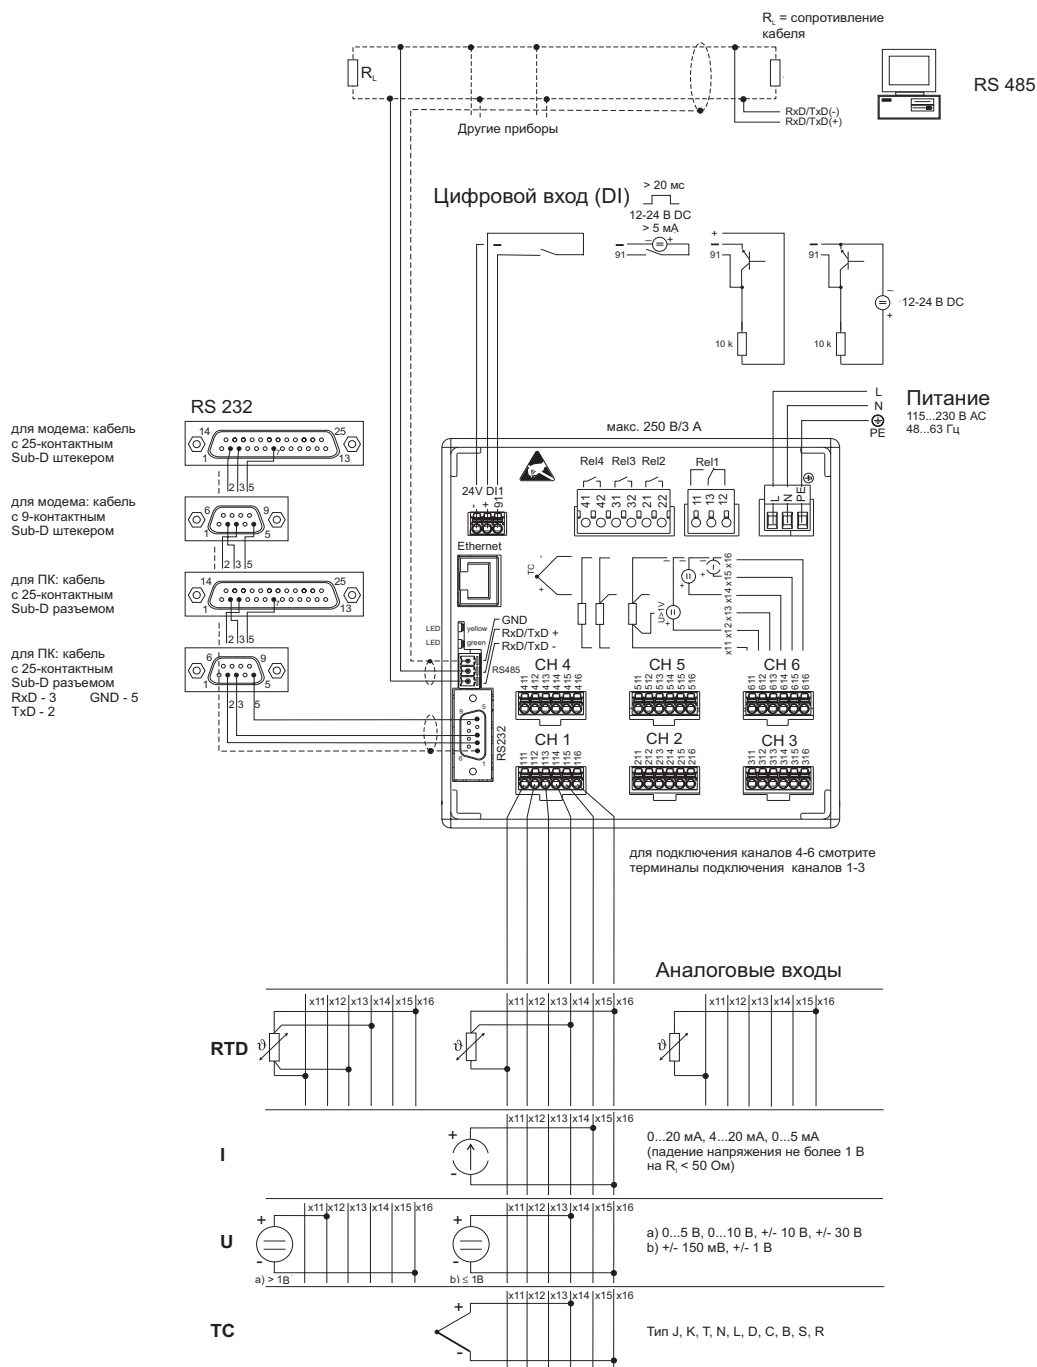 R_L = сопротивление
кабеля
R_L
RS 485
RxD/TxD(-)
RxD/TxD(+)
Другие приборы
Цифровой вход (DI)
> 20 мс
12-24 В DC
> 5 мА
91
91
91
12-24 В DC
10 k
10 k
L
N
PE
Питание
115...230 В АС
48...63 Гц
RS 232
для модема: кабель
с 25-контактным
Sub-D штекером
14 25
1 7 13
2 3 5
для модема: кабель
с 9-контактным
Sub-D штекером
6 9
1 5
2 3 5
для ПК: кабель
с 25-контактным
Sub-D разъемом
14 25
1 7 13
2 3 5
для ПК: кабель
с 25-контактным
Sub-D разъемом
RxD - 3 GND - 5
TxD - 2
6 9
1 5
2 3 5
макс. 250 В/3 А
24V DI1
- + 91
Rel4 Rel3 Rel2 Rel1
41 42 31 32 21 22 11 13 12
L N PE
Ethernet
TC
- +
U>1V
x11 x12 x13 x14 x15 x16
LED yellow
LED green
GND
RxD/TxD +
RxD/TxD -
RS485
RS232
9 5
6 1
CH 4 CH 5 CH 6
411 412 413 414 415 416
511 512 513 514 515 516
611 612 613 614 615 616
CH 1 CH 2 CH 3
111 112 113 114 115 116
211 212 213 214 215 216
311 312 313 314 315 316
для подключения каналов 4-6 смотрите
терминалы подключения каналов 1-3
Аналоговые входы
x11 x12 x13 x14 x15 x16
x11 x12 x13 x14 x15 x16
x11 x12 x13 x14 x15 x16
RTD
ϑ
ϑ
ϑ
x11 x12 x13 x14 x15 x16
I
+
-
0...20 мА, 4...20 мА, 0...5 мА
(падение напряжения не более 1 В
на R_I < 50 Ом)
x11 x12 x13 x14 x15 x16
x11 x12 x13 x14 x15 x16
U
+
-
+
-
a) > 1В
b) ≤ 1В
a) 0...5 В, 0...10 В, +/- 10 В, +/- 30 В
b) +/- 150 мВ, +/- 1 В
x11 x12 x13 x14 x15 x16
TC
+
-
Тип J, K, T, N, L, D, C, B, S, R